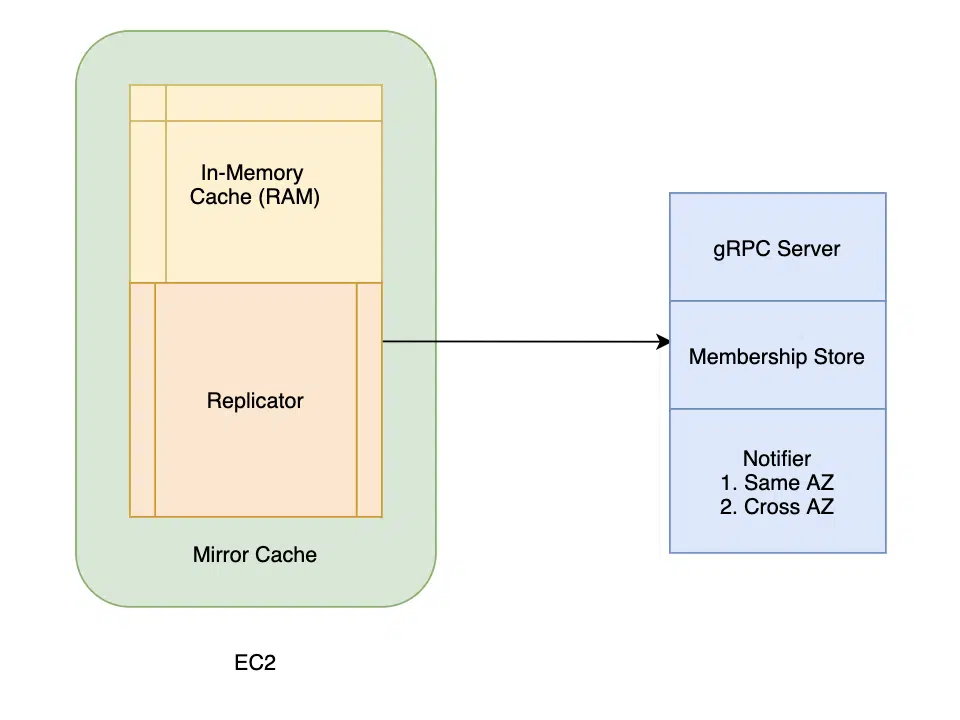 In-Memory
Cache (RAM)
Replicator
Mirror Cache
EC2
gRPC Server
Membership Store
Notifier
1. Same AZ
2. Cross AZ